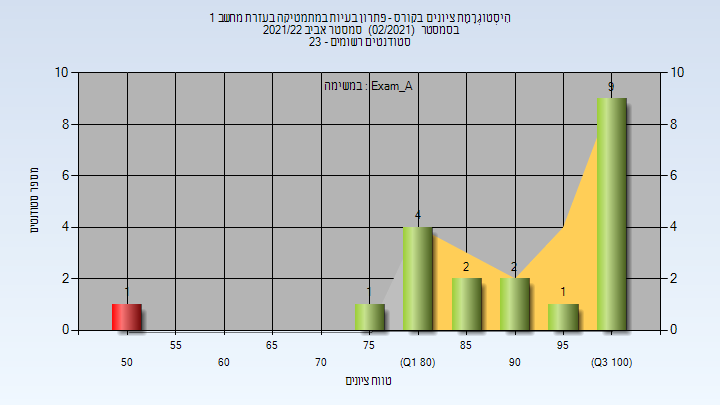 היסטוגרמת ציונים בקורס - פתרון בעיות במתמטיקה בעזרת מחשב 1
בסמסטר (02/2021) סמסטר אביב 2021/22
סטודנטים רשומים - 23
במשימה : Exam_A
10 10
8 8
6 6
4 4
2 2
0 0
1 1 4 2 2 1 9
מספר סטודנטים
55 65 75 85 95
50 60 70 (Q1 80) 90 (Q3 100)
טווח ציונים